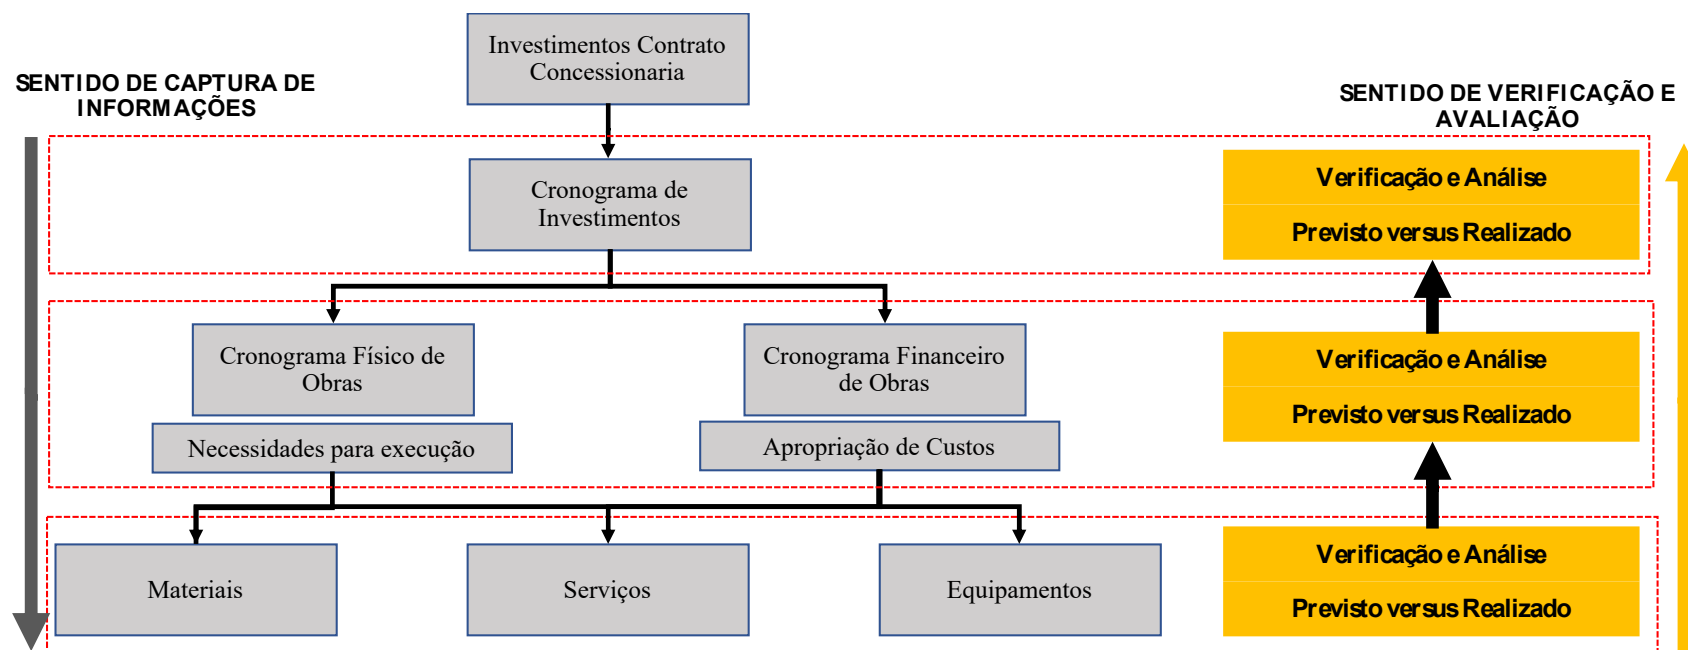 Investimentos Contrato
Concessionaria
SENTIDO DE CAPTURA DE
INFORMAÇÕES
SENTIDO DE VERIFICAÇÃO E
AVALIAÇÃO
Cronograma de
Investimentos
Verificação e Análise
Previsto versus Realizado
Cronograma Físico de
Obras
Cronograma Financeiro
de Obras
Verificação e Análise
Previsto versus Realizado
Necessidades para execução
Apropriação de Custos
Materiais
Serviços
Equipamentos
Verificação e Análise
Previsto versus Realizado